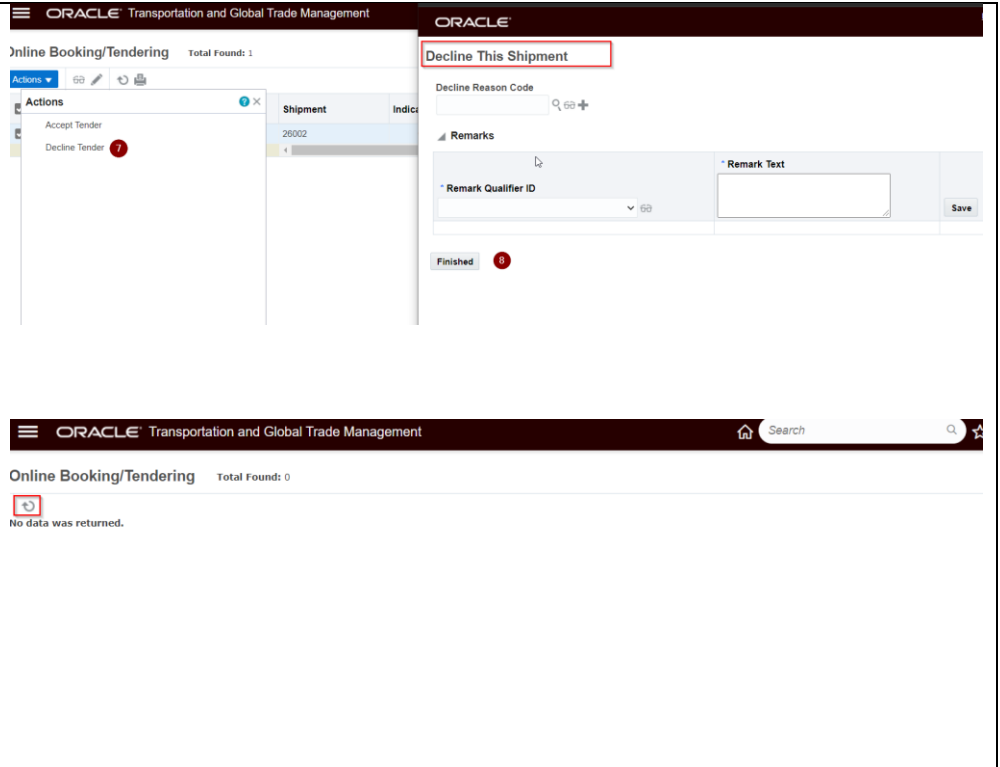 ORACLE Transportation and Global Trade Management
Online Booking/Tendering Total Found: 1
Actions
Actions
Accept Tender
Decline Tender 7
Shipment Indica
26002
ORACLE
Decline This Shipment
Decline Reason Code
Remarks
* Remark Qualifier ID
* Remark Text
Save
Finished 8
ORACLE Transportation and Global Trade Management
Search
Online Booking/Tendering Total Found: 0
No data was returned.